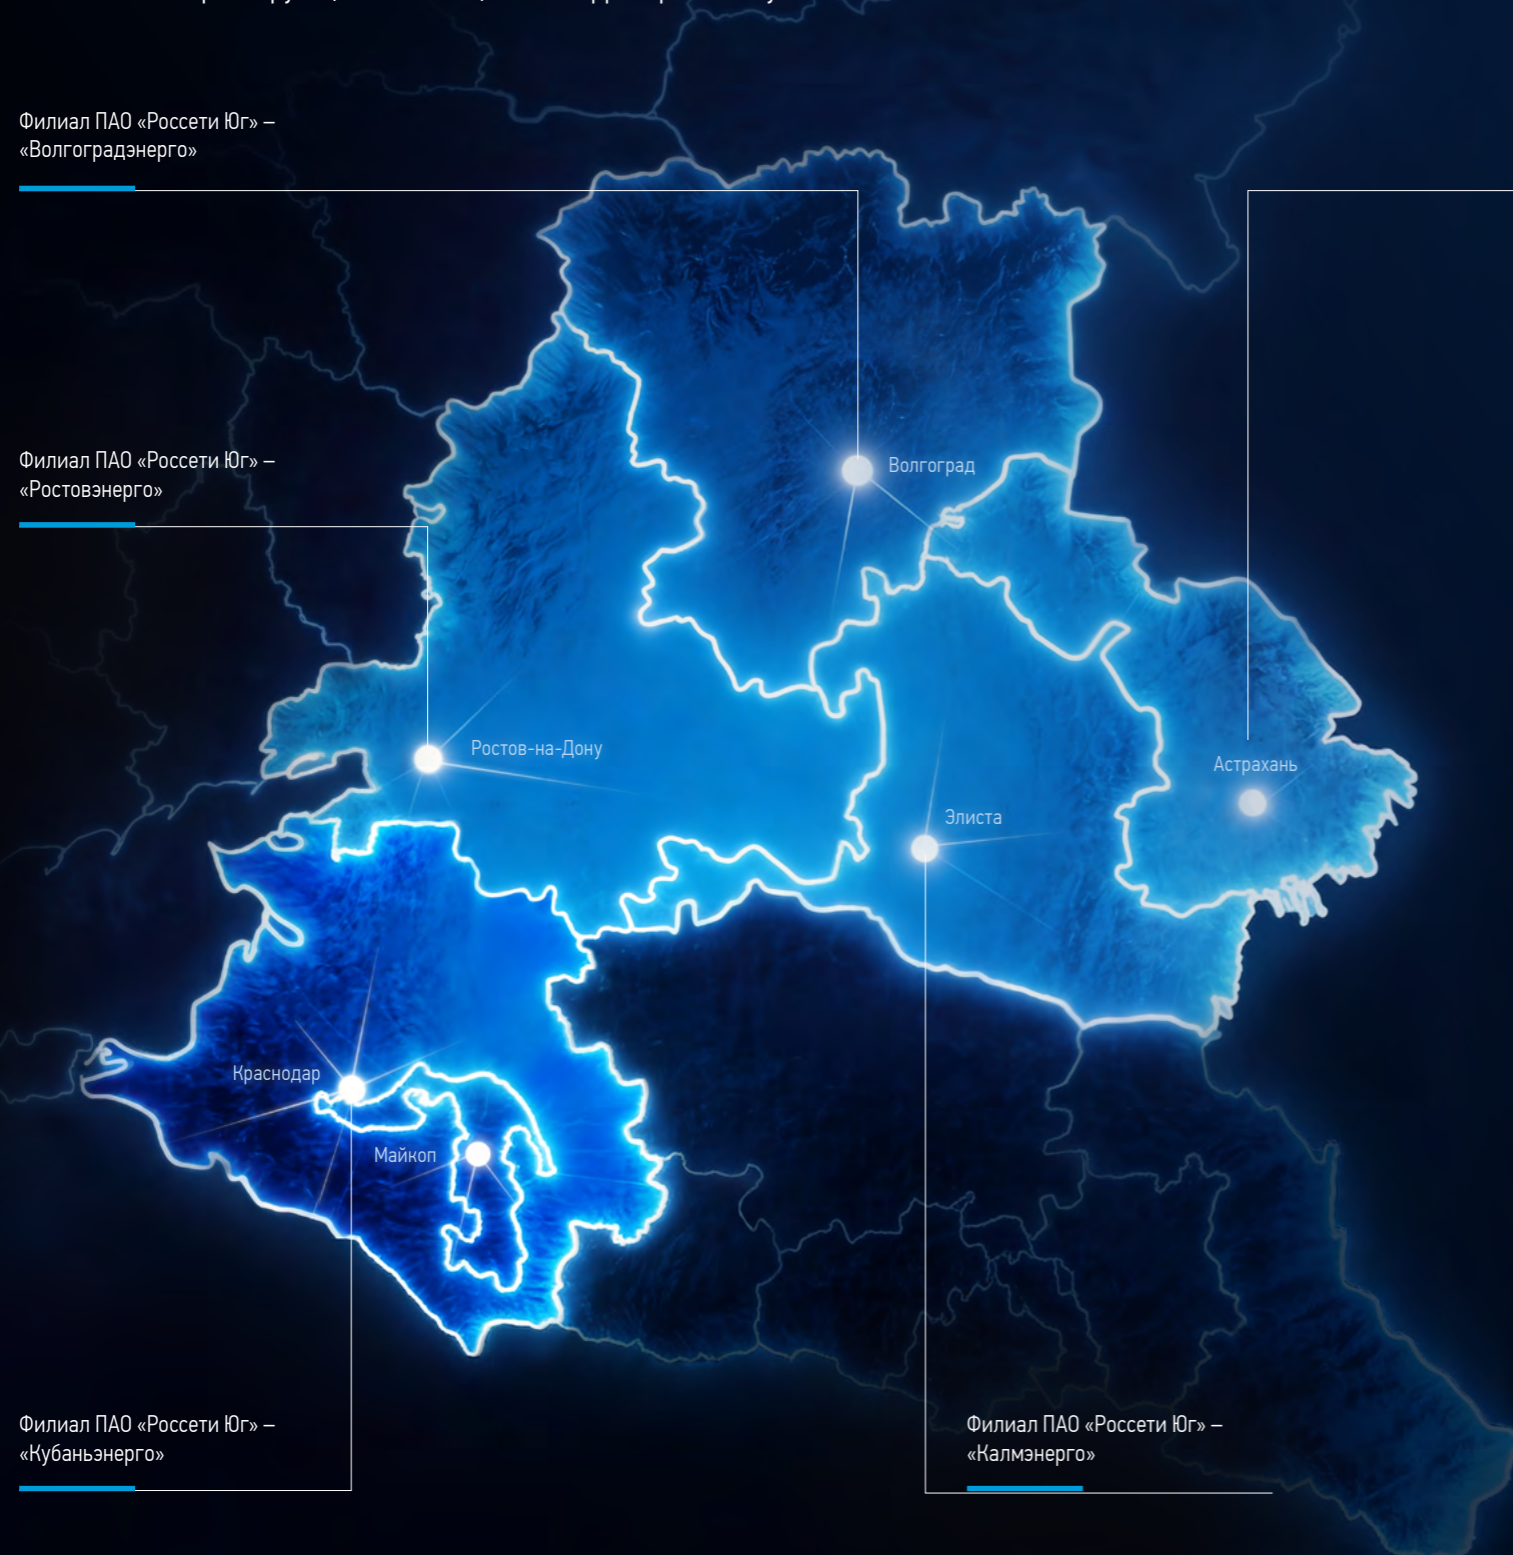 Филиал ПАО «Россети Юг» –
«Волгоградэнерго»
Филиал ПАО «Россети Юг» –
«Ростовэнерго»
Волгоград
Ростов-на-Дону
Астрахань
Элиста
Краснодар
Майкоп
Филиал ПАО «Россети Юг» –
«Кубаньэнерго»
Филиал ПАО «Россети Юг» –
«Калмэнерго»